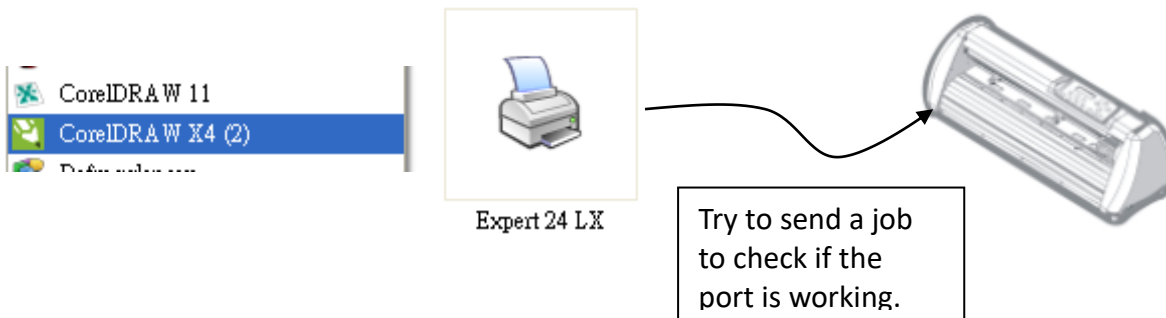 CorelDRAW 11
CorelDRAW X4 (2)
Expert 24 LX
Try to send a job
to check if the
port is working.